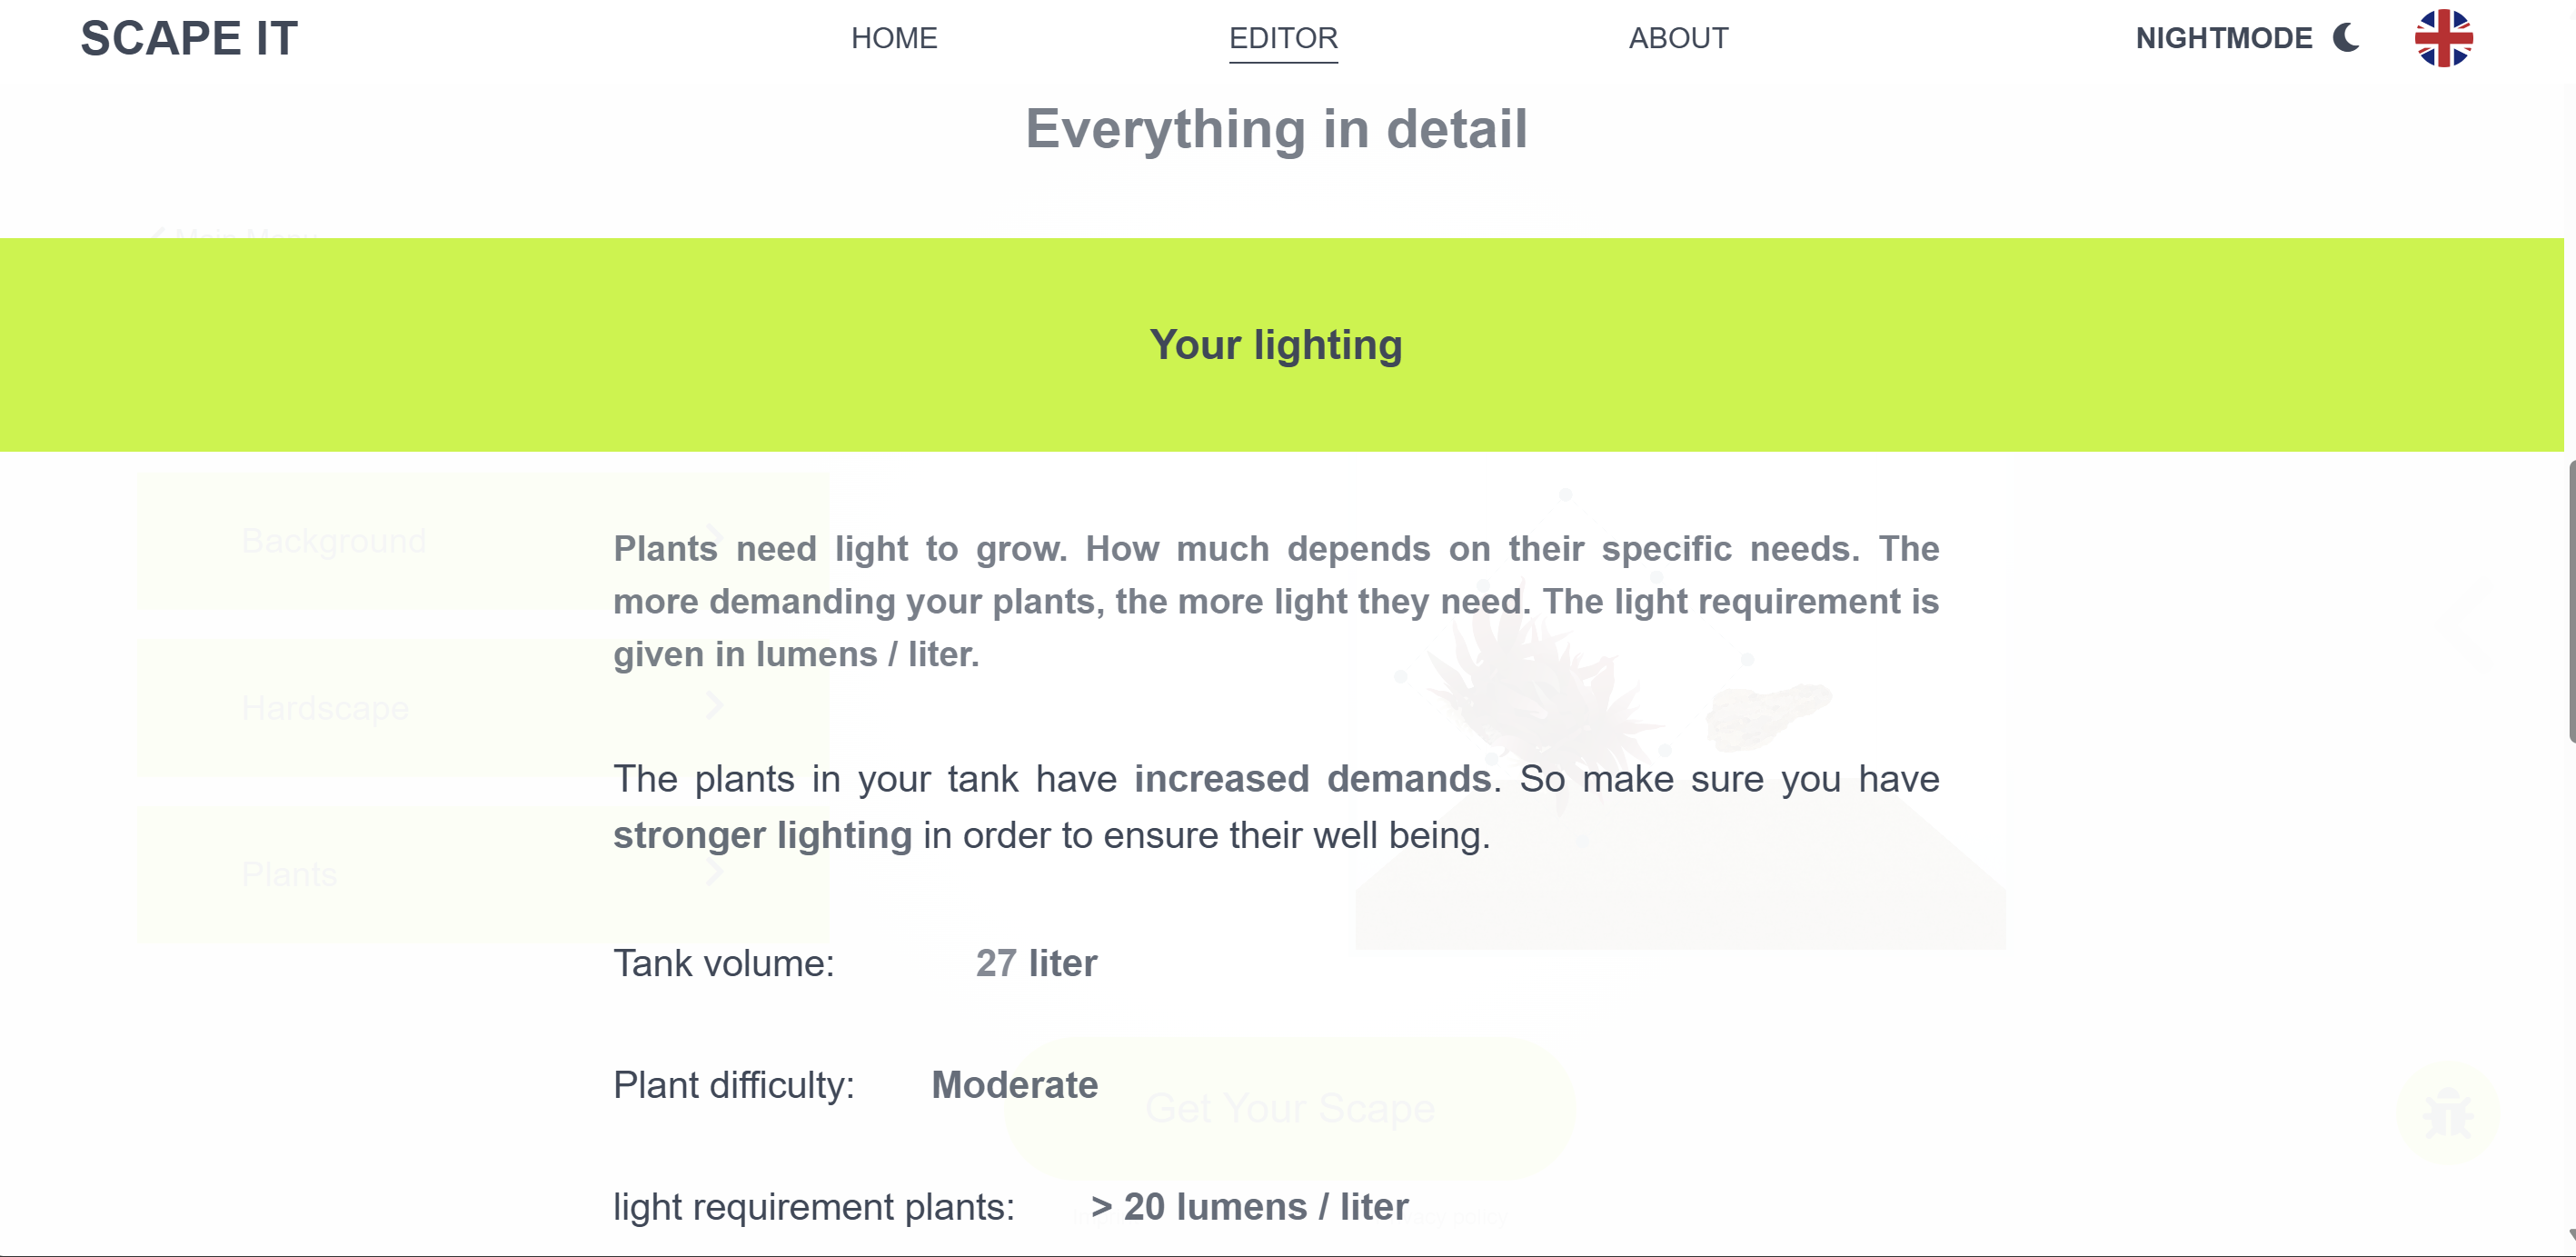 SCAPE IT
HOME
EDITOR
ABOUT
NIGHTMODE
Everything in detail
Main Menu
Your lighting
Background
Hardscape
Plants
Plants need light to grow. How much depends on their specific needs. The
more demanding your plants, the more light they need. The light requirement is
given in lumens / liter.
The plants in your tank have increased demands. So make sure you have
stronger lighting in order to ensure their well being.
Tank volume: 27 liter
Plant difficulty: Moderate
Get Your Scape
light requirement plants: > 20 lumens / liter
policy